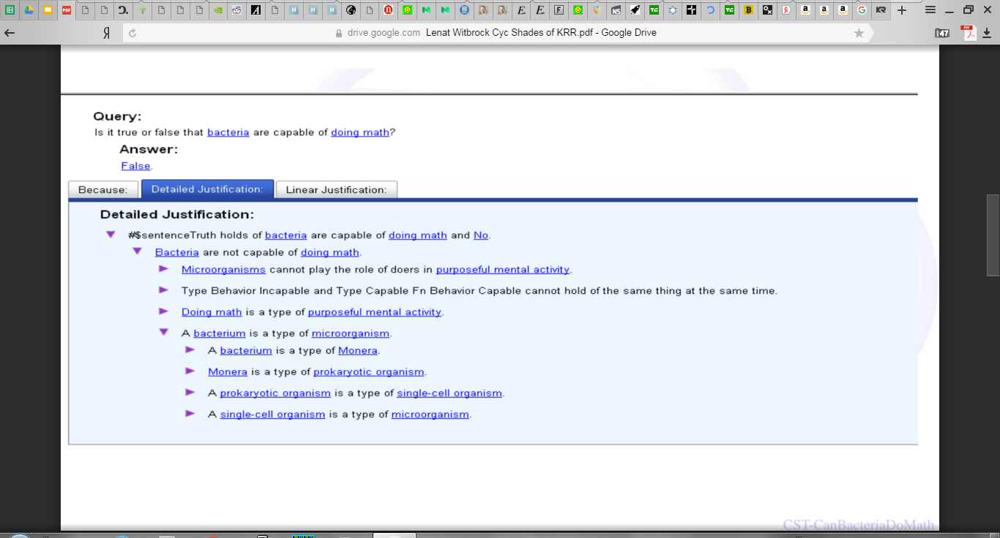 drive.google.com Lenat Witbrock Cyc Shades of KRR.pdf - Google Drive
Query:
Is it true or false that bacteria are capable of doing math?
Answer:
False.
Because: Detailed Justification: Linear Justification:
Detailed Justification:
#$sentenceTruth holds of bacteria are capable of doing math and No.
Bacteria are not capable of doing math.
Microorganisms cannot play the role of doers in purposeful mental activity.
Type Behavior Incapable and Type Capable Fn Behavior Capable cannot hold of the same thing at the same time.
Doing math is a type of purposeful mental activity.
A bacterium is a type of microorganism.
A bacterium is a type of Monera.
Monera is a type of prokaryotic organism.
A prokaryotic organism is a type of single-cell organism.
A single-cell organism is a type of microorganism.
CST-CanBacteriaDoMath